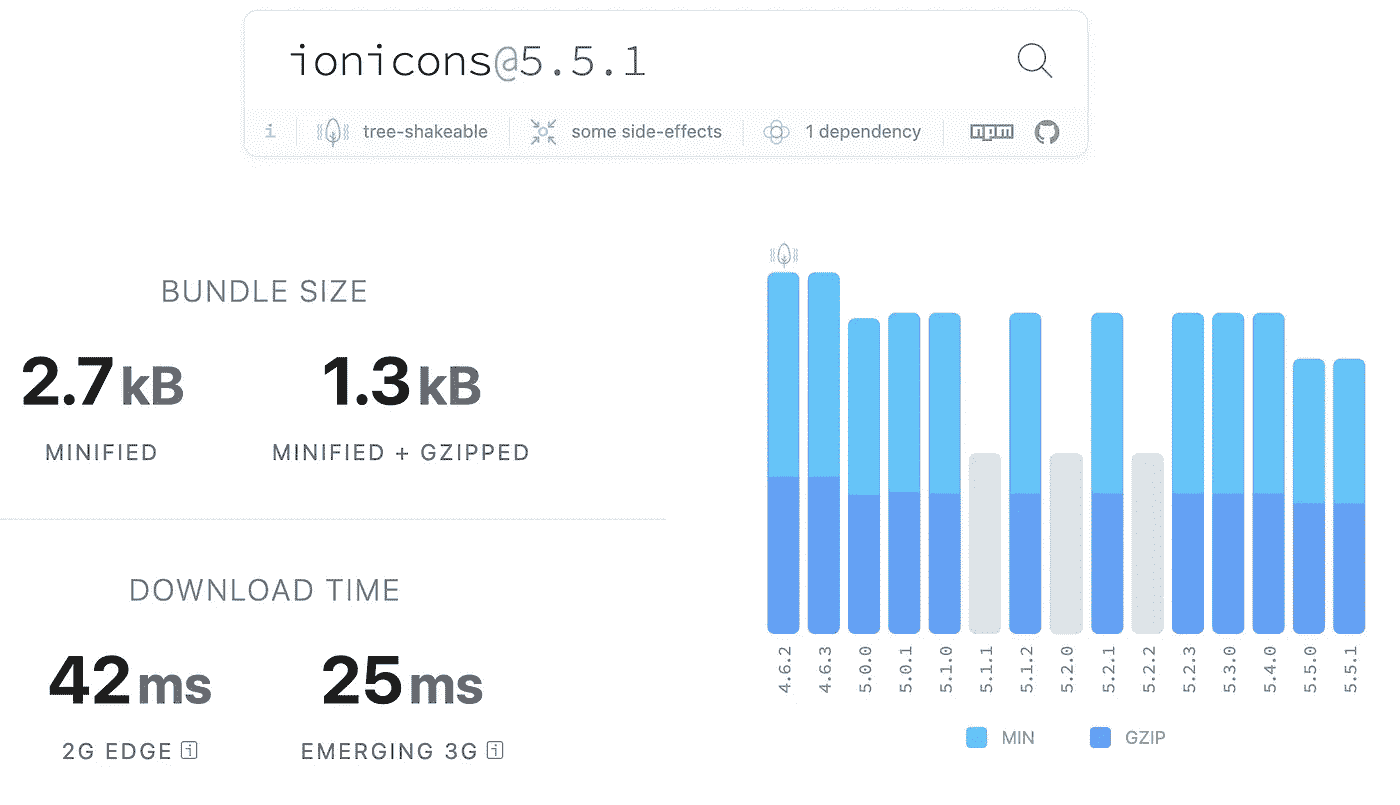 ionicons@5.5.1
i tree-shakeable some side-effects 1 dependency npm
BUNDLE SIZE
2.7 kB 1.3 kB
MINIFIED MINIFIED + GZIPPED
DOWNLOAD TIME
42 ms 25 ms
2G EDGE i EMERGING 3G i
4.6.2 4.6.3 5.0.0 5.0.1 5.1.0 5.1.1 5.1.2 5.2.0 5.2.1 5.2.2 5.2.3 5.3.0 5.4.0 5.5.0 5.5.1
MIN GZIP